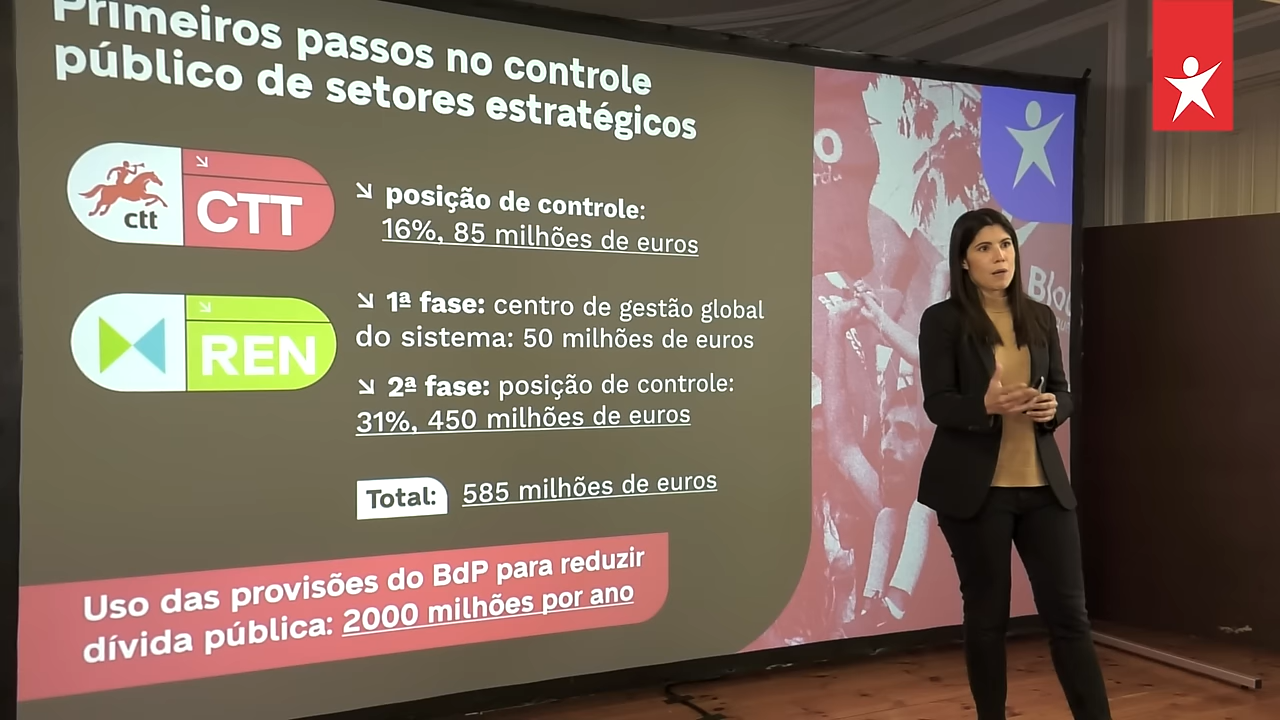 Primeiros passos no controle
público de setores estratégicos
ctt
CTT
posição de controle:
16%, 85 milhões de euros
REN
1ª fase: centro de gestão global
do sistema: 50 milhões de euros
2ª fase: posição de controle:
31%, 450 milhões de euros
Total: 585 milhões de euros
Uso das provisões do BdP para reduzir
dívida pública: 2000 milhões por ano